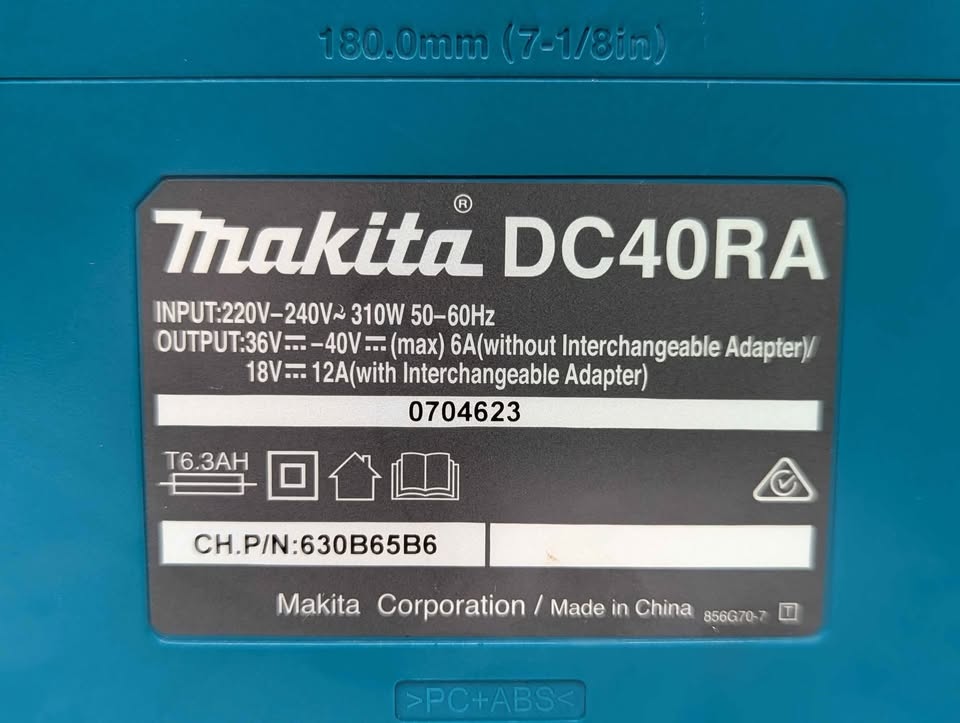 180.0mm (7-1/8in)
makita® DC40RA
INPUT:220V–240V∿ 310W 50–60Hz
OUTPUT:36V⎓ –40V⎓ (max) 6A(without Interchangeable Adapter)/
18V⎓ 12A(with Interchangeable Adapter)
0704623
T6.3AH
CH.P/N:630B65B6
Makita Corporation / Made in China 856G70-7 T
>PC+ABS<